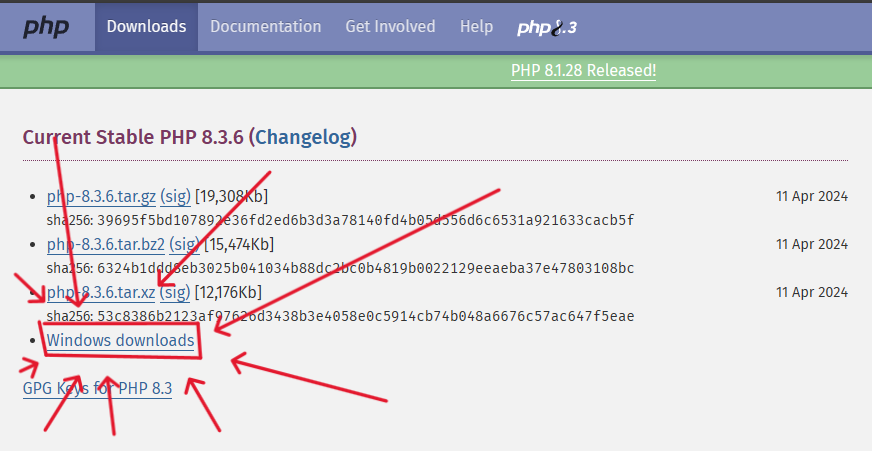 php Downloads Documentation Get Involved Help php8.3
PHP 8.1.28 Released!
Current Stable PHP 8.3.6 (Changelog)
php-8.3.6.tar.gz (sig) [19,308Kb] 11 Apr 2024
sha256: 39695f5bd107892e36fd2ed6b3d3a78140fd4b05d556d6c6531a921633cacb5f
php-8.3.6.tar.bz2 (sig) [15,474Kb] 11 Apr 2024
sha256: 6324b1ddd8eb3025b041034b88dc2bc0b4819b0022129eeaeba37e47803108bc
php-8.3.6.tar.xz (sig) [12,176Kb] 11 Apr 2024
sha256: 53c8386b2123af97626d3438b3e4058e0c5914cb74b048a6676c57ac647f5eae
Windows downloads
GPG Keys for PHP 8.3